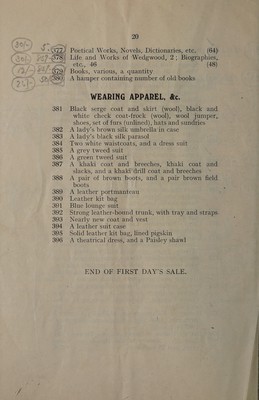 20
377 Poetical Works, Novels, Dictionaries, etc. (64)
378 Life and Works of Wedgwood, 2; Biographies,
etc., 46 (48)
379 Books, various, a quantity
380 A hamper containing number of old books
WEARING APPAREL, &c.
381 Black serge coat and skirt (wool), black and
white check coat-frock (wool), wool jumper,
shoes, set of furs (unlined), hats and sundries
382 A lady's brown silk umbrella in case
383 A lady's black silk parasol
384 Two white waistcoats, and a dress suit
385 A grey tweed suit
386 A green tweed suit
387 A khaki coat and breeches, khaki coat and
slacks, and a khaki drill coat and breeches
388 A pair of brown boots, and a pair brown field
boots
389 A leather portmanteau
390 Leather kit bag
391 Blue lounge suit
392 Strong leather-bound trunk, with tray and straps
393 Nearly new coat and vest
394 A leather suit case
395 Solid leather kit bag, lined pigskin
396 A theatrical dress, and a Paisley shawl
END OF FIRST DAY'S SALE.